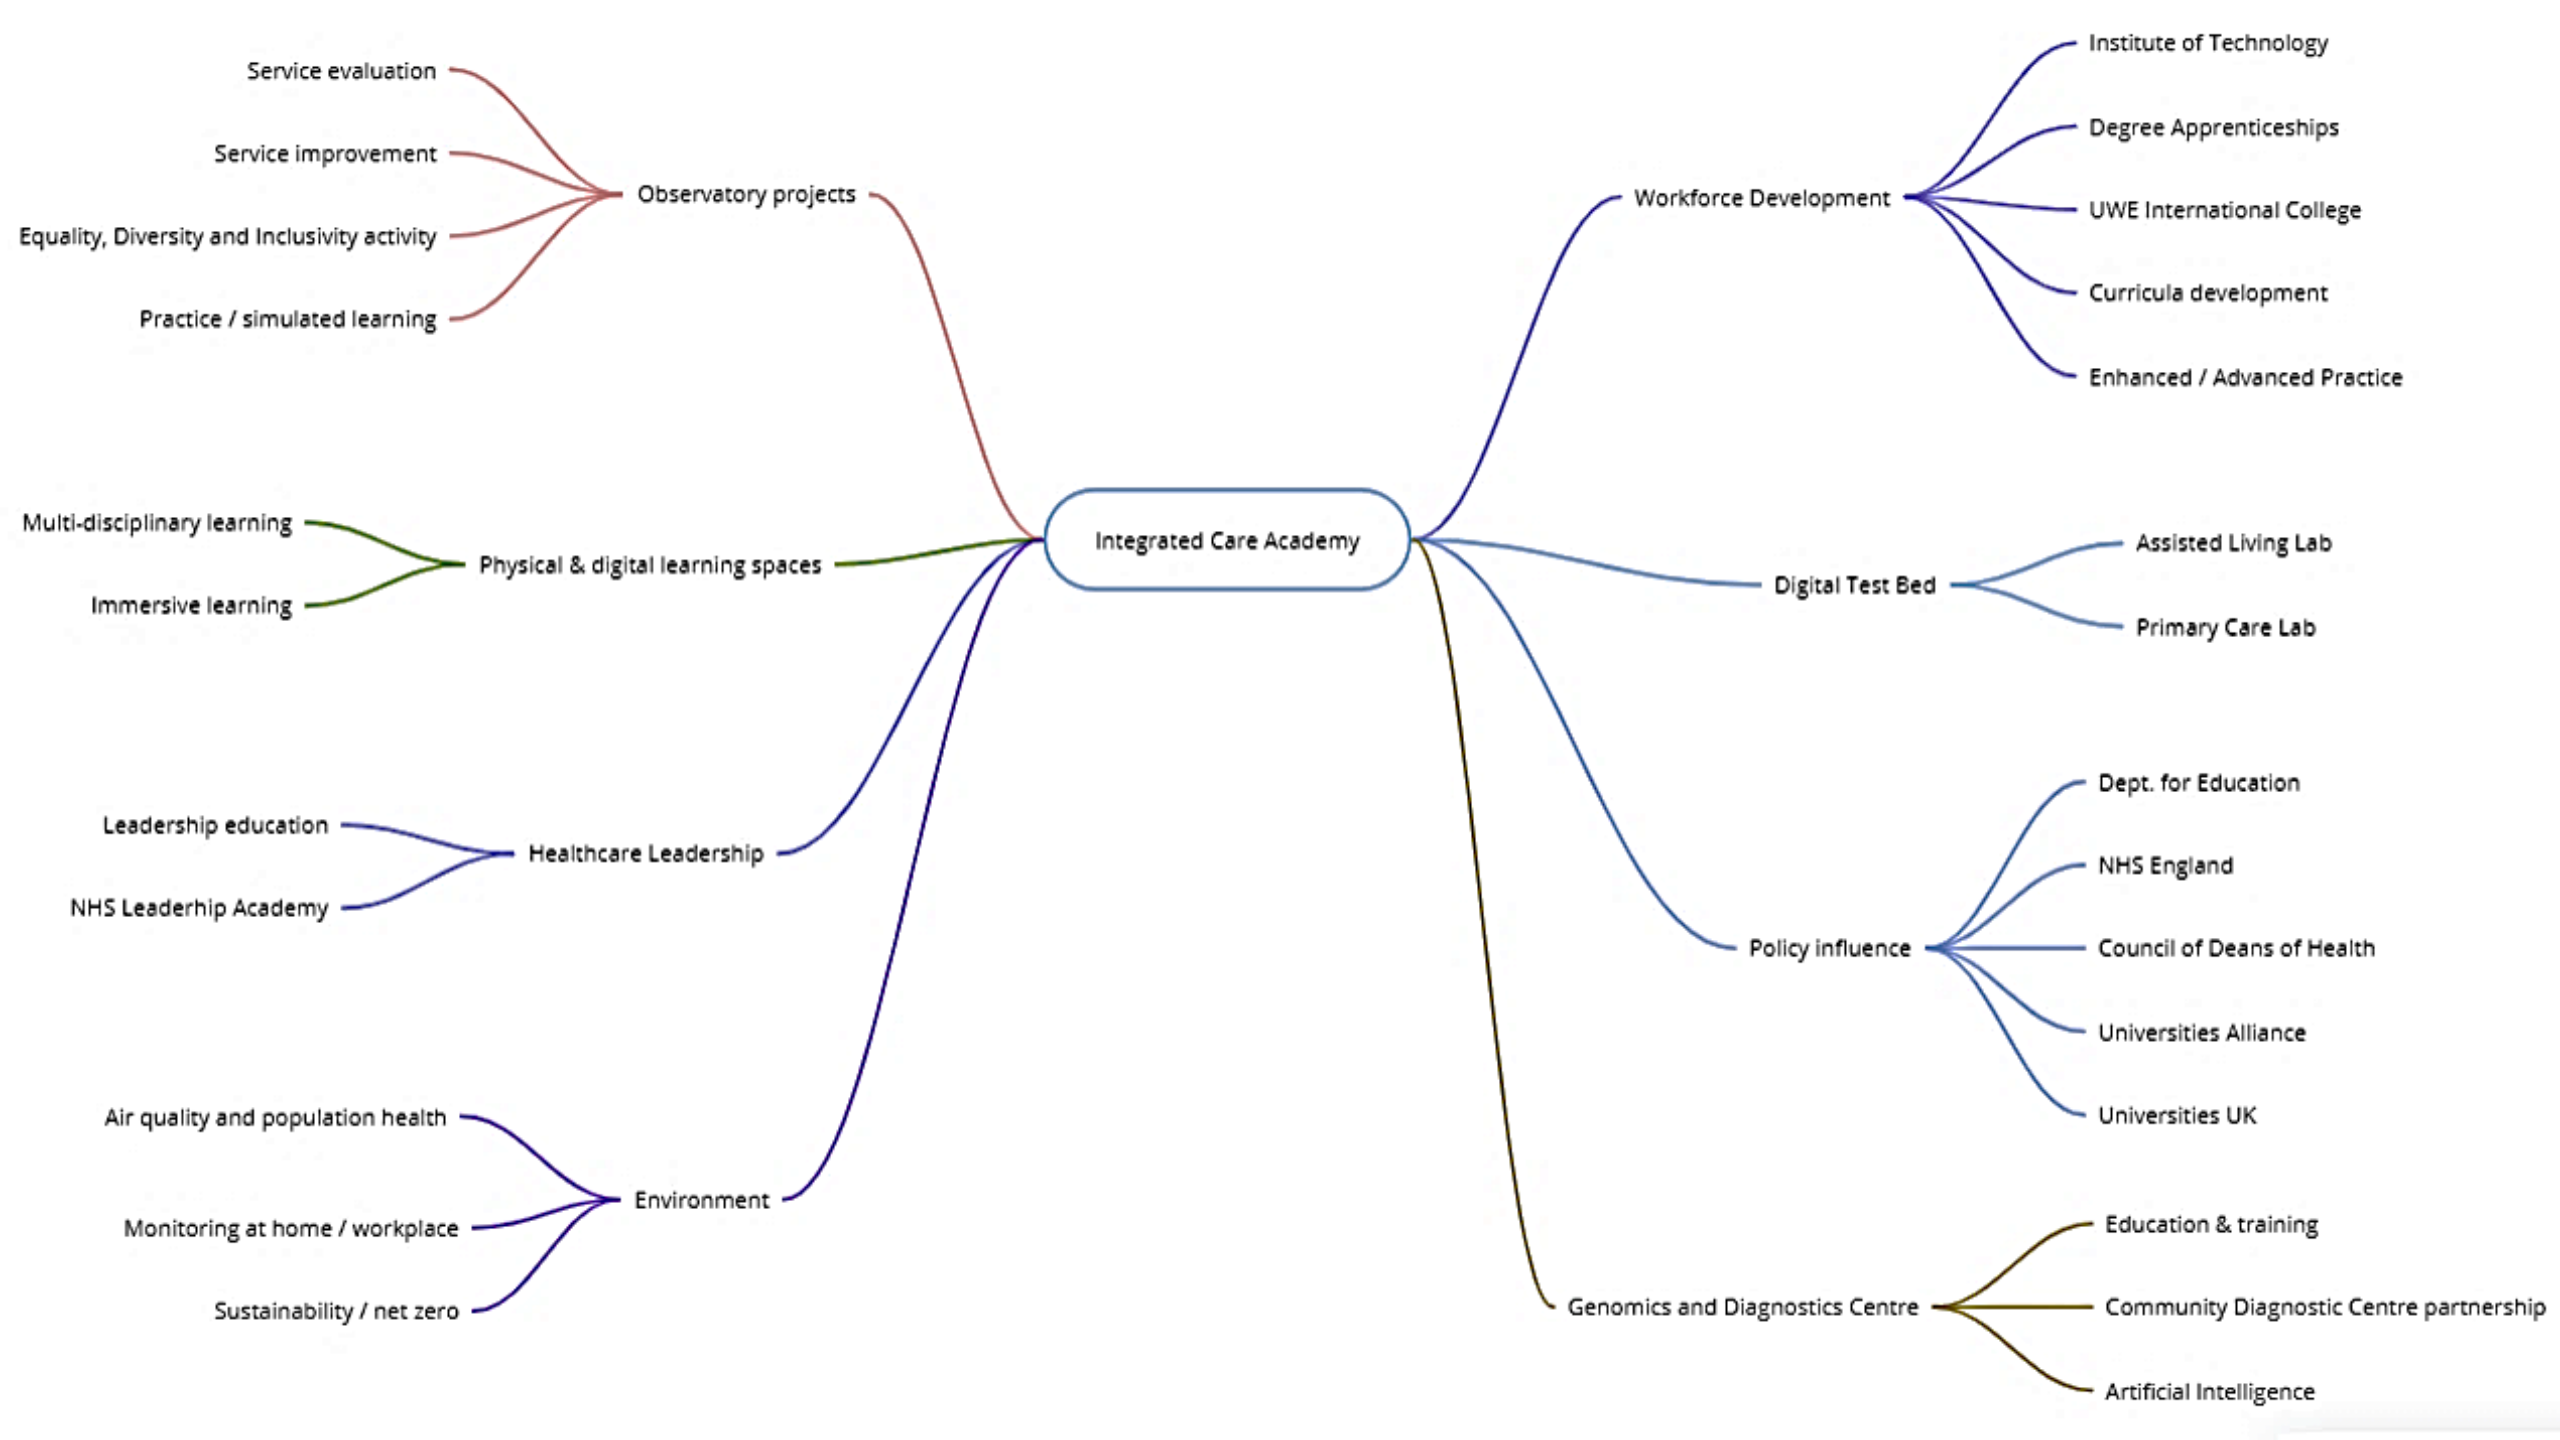 Integrated Care Academy
Observatory projects
Service evaluation
Service improvement
Equality, Diversity and Inclusivity activity
Practice / simulated learning
Physical & digital learning spaces
Multi-disciplinary learning
Immersive learning
Healthcare Leadership
Leadership education
NHS Leaderhip Academy
Environment
Air quality and population health
Monitoring at home / workplace
Sustainability / net zero
Workforce Development
Institute of Technology
Degree Apprenticeships
UWE International College
Curricula development
Enhanced / Advanced Practice
Digital Test Bed
Assisted Living Lab
Primary Care Lab
Policy influence
Dept. for Education
NHS England
Council of Deans of Health
Universities Alliance
Universities UK
Genomics and Diagnostics Centre
Education & training
Community Diagnostic Centre partnership
Artificial Intelligence